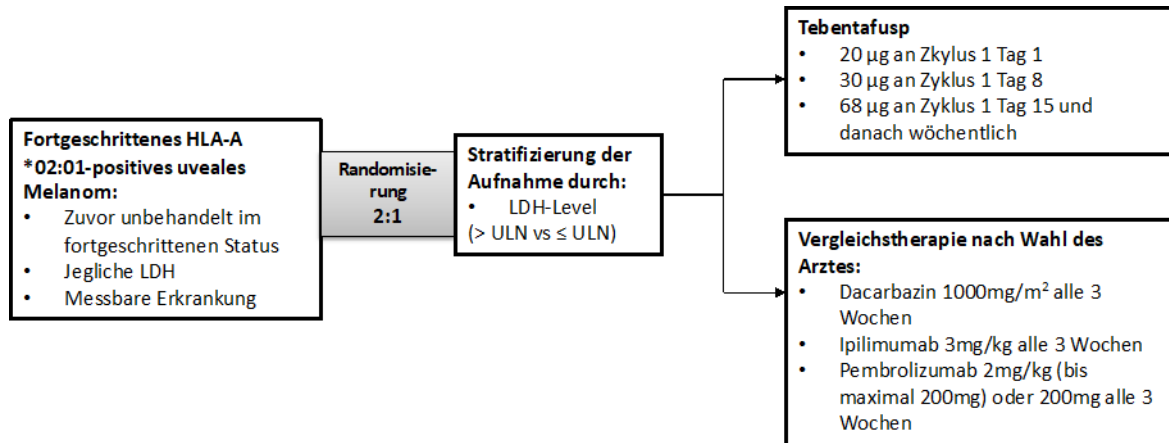 Fortgeschrittenes HLA-A
*02:01-positives uveales
Melanom:
• Zuvor unbehandelt im
fortgeschrittenen Status
• Jegliche LDH
• Messbare Erkrankung
Randomisie-
rung
2:1
Stratifizierung der
Aufnahme durch:
• LDH-Level
(> ULN vs ≤ ULN)
Tebentafusp
• 20 µg an Zkylus 1 Tag 1
• 30 µg an Zyklus 1 Tag 8
• 68 µg an Zyklus 1 Tag 15 und
danach wöchentlich
Vergleichstherapie nach Wahl des
Arztes:
• Dacarbazin 1000mg/m² alle 3
Wochen
• Ipilimumab 3mg/kg alle 3 Wochen
• Pembrolizumab 2mg/kg (bis
maximal 200mg) oder 200mg alle 3
Wochen